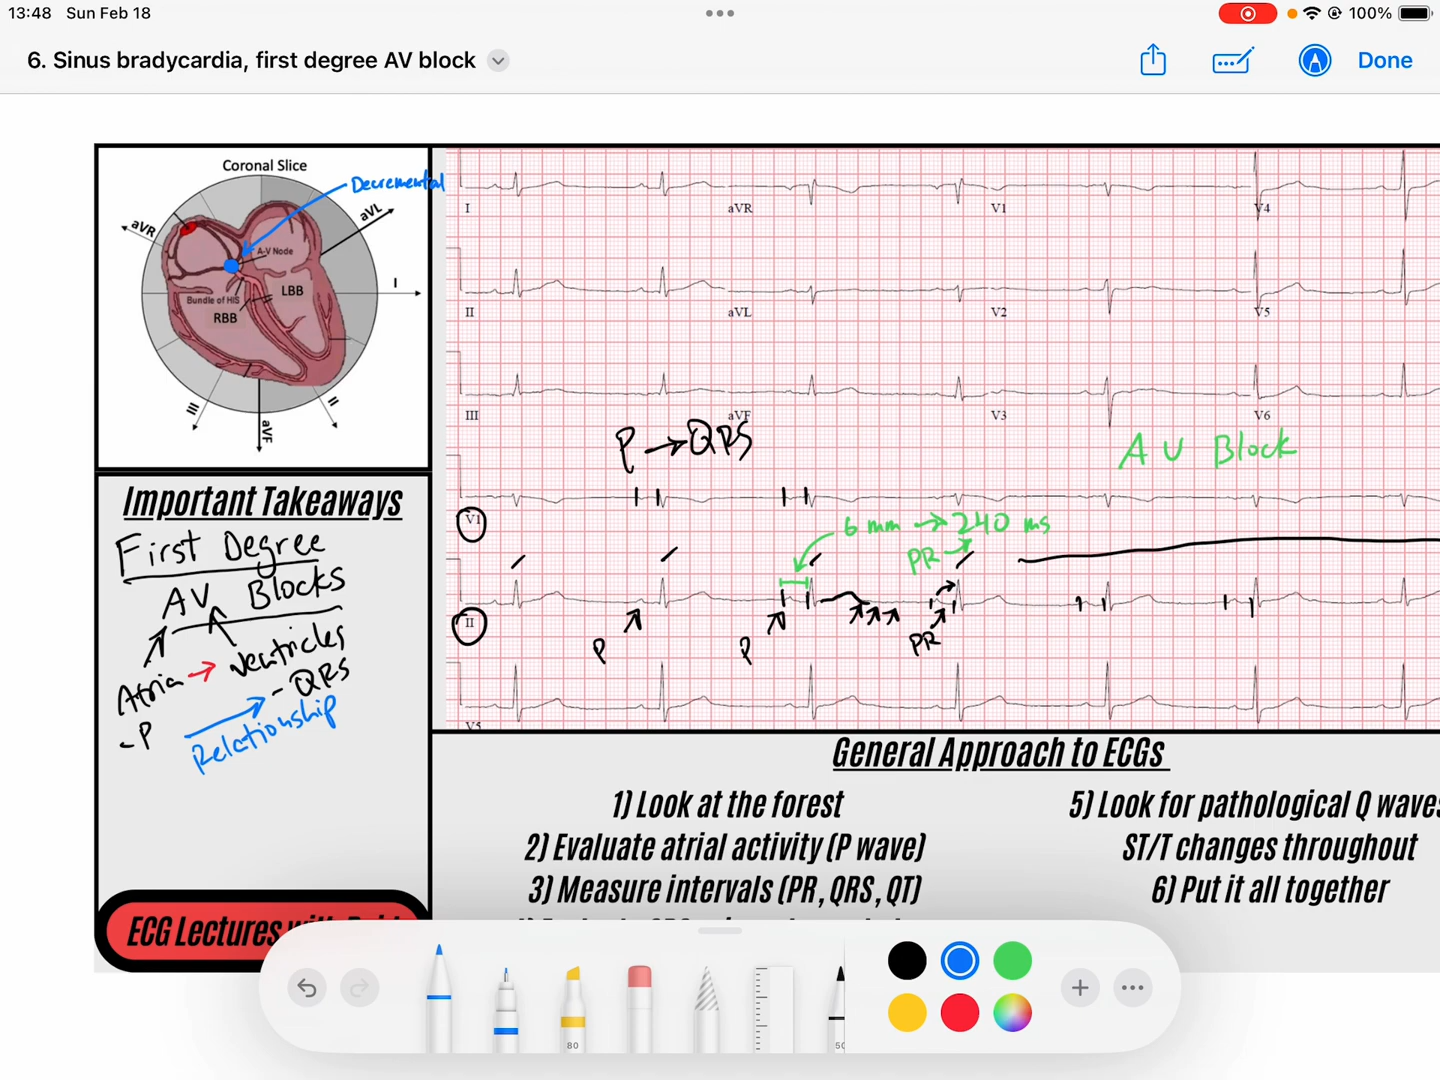 13:48 Sun Feb 18
100%
6. Sinus bradycardia, first degree AV block
Done
Coronal Slice
Decremental
aVR
aVL
A-V Node
I
LBB
Bundle of HIS
RBB
III
aVF
II
I
aVR
V1
V4
II
aVL
V2
V5
III
aVF
V3
V6
P → QRS
AV Block
V1
6 mm → 240 ms
PR
II
P
P
PR
V5
Important Takeaways
First Degree
AV Blocks
Atria → Ventricles
- P
- QRS
Relationship
General Approach to ECGs
1) Look at the forest
2) Evaluate atrial activity (P wave)
3) Measure intervals (PR, QRS, QT)
5) Look for pathological Q waves
ST/T changes throughout
6) Put it all together
ECG Lectures
80
50